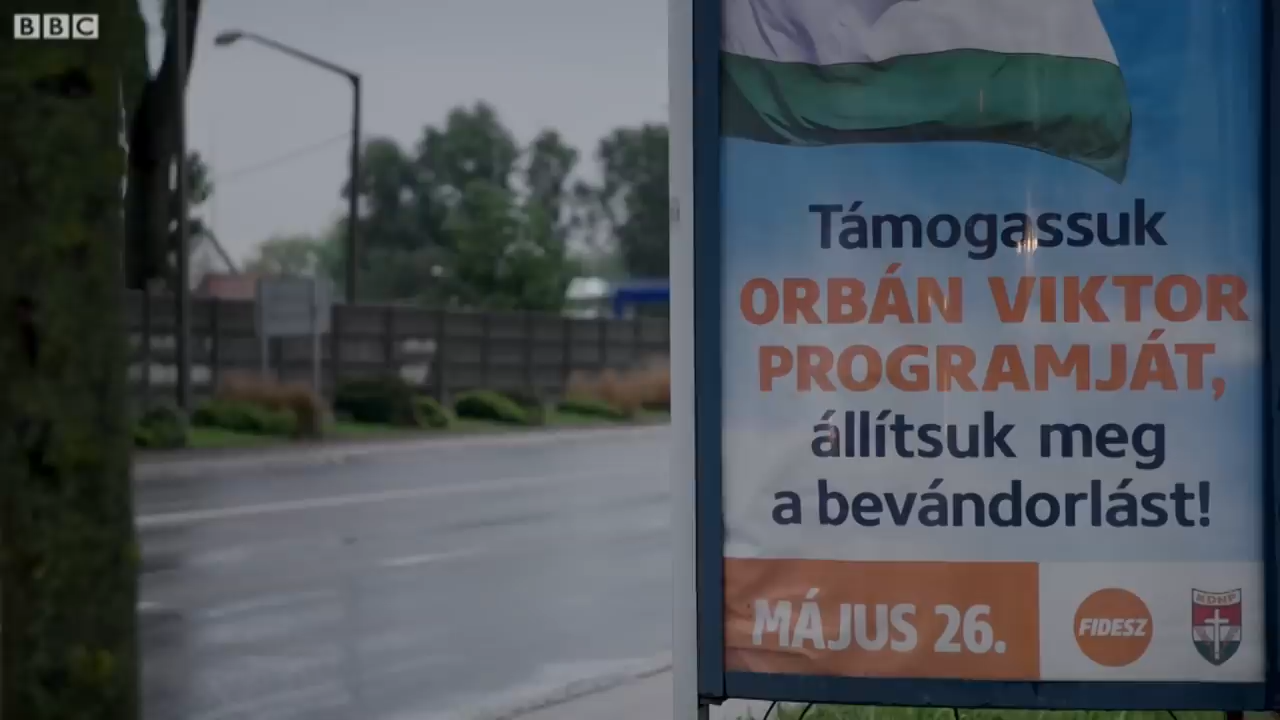 BBC
Támogassuk
ORBÁN VIKTOR
PROGRAMJÁT,
állítsuk meg
a bevándorlást!
MÁJUS 26.
FIDESZ
KDNP